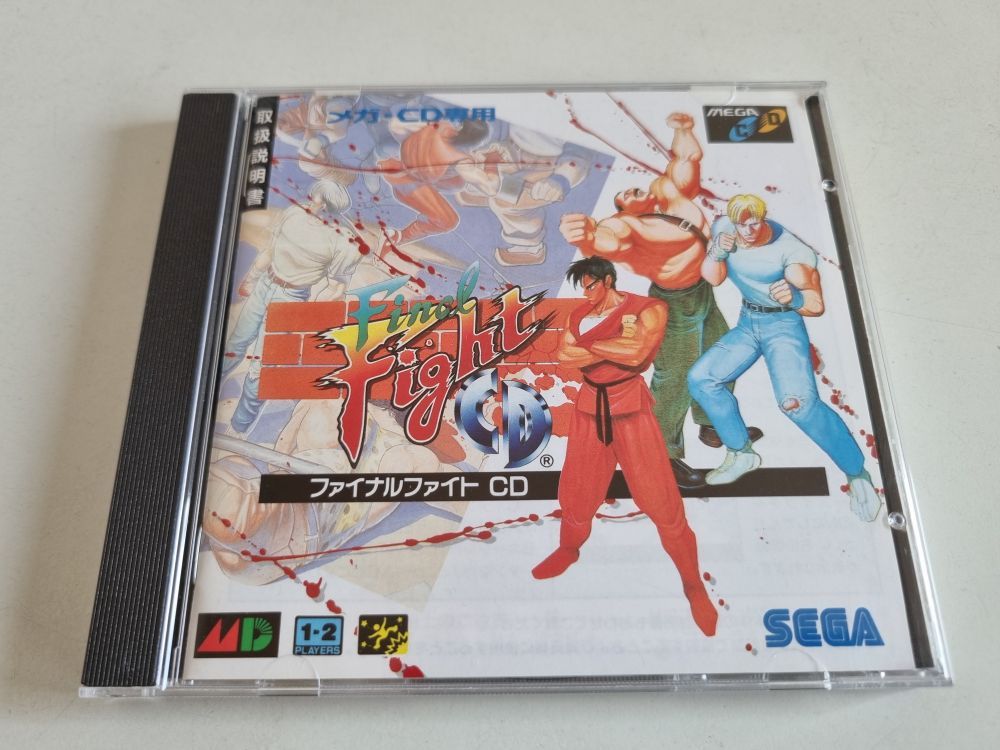 取扱説明書
メガ-CD専用
MEGA
CD
Final
Fight
CD
®
ファイナルファイト CD
MD
1-2
PLAYERS
SEGA